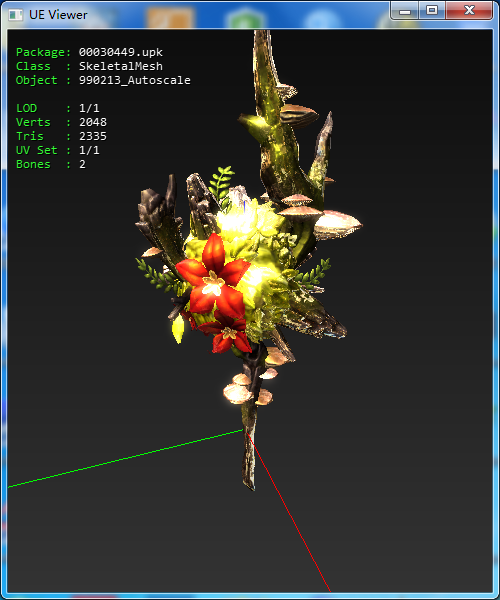 UE Viewer
Package: 00030449.upk
Class : SkeletalMesh
Object : 990213_Autoscale
LOD : 1/1
Verts : 2048
Tris : 2335
UV Set : 1/1
Bones : 2